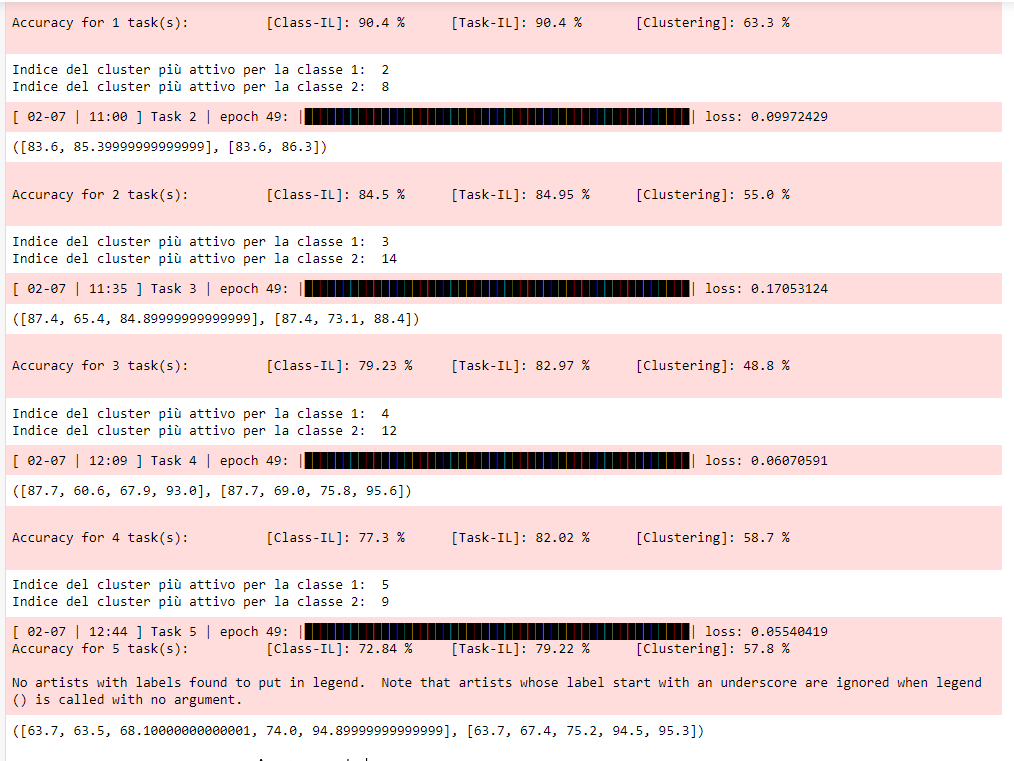 Accuracy for 1 task(s): [Class-IL]: 90.4 % [Task-IL]: 90.4 % [Clustering]: 63.3 %
Indice del cluster più attivo per la classe 1: 2
Indice del cluster più attivo per la classe 2: 8
[ 02-07 | 11:00 ] Task 2 | epoch 49: || loss: 0.09972429
([83.6, 85.39999999999999], [83.6, 86.3])
Accuracy for 2 task(s): [Class-IL]: 84.5 % [Task-IL]: 84.95 % [Clustering]: 55.0 %
Indice del cluster più attivo per la classe 1: 3
Indice del cluster più attivo per la classe 2: 14
[ 02-07 | 11:35 ] Task 3 | epoch 49: || loss: 0.17053124
([87.4, 65.4, 84.89999999999999], [87.4, 73.1, 88.4])
Accuracy for 3 task(s): [Class-IL]: 79.23 % [Task-IL]: 82.97 % [Clustering]: 48.8 %
Indice del cluster più attivo per la classe 1: 4
Indice del cluster più attivo per la classe 2: 12
[ 02-07 | 12:09 ] Task 4 | epoch 49: || loss: 0.06070591
([87.7, 60.6, 67.9, 93.0], [87.7, 69.0, 75.8, 95.6])
Accuracy for 4 task(s): [Class-IL]: 77.3 % [Task-IL]: 82.02 % [Clustering]: 58.7 %
Indice del cluster più attivo per la classe 1: 5
Indice del cluster più attivo per la classe 2: 9
[ 02-07 | 12:44 ] Task 5 | epoch 49: || loss: 0.05540419
Accuracy for 5 task(s): [Class-IL]: 72.84 % [Task-IL]: 79.22 % [Clustering]: 57.8 %
No artists with labels found to put in legend. Note that artists whose label start with an underscore are ignored when legend
() is called with no argument.
([63.7, 63.5, 68.10000000000001, 74.0, 94.89999999999999], [63.7, 67.4, 75.2, 94.5, 95.3])